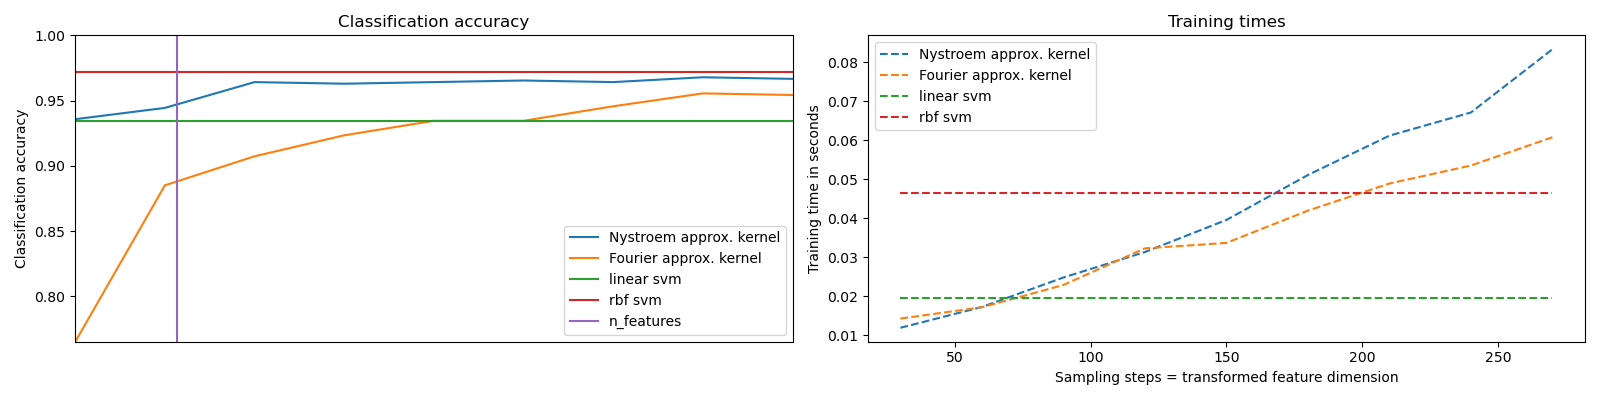 Classification accuracy
Classification accuracy
1.00
0.95
0.90
0.85
0.80
Nystroem approx. kernel
Fourier approx. kernel
linear svm
rbf svm
n_features
Training times
Training time in seconds
0.08
0.07
0.06
0.05
0.04
0.03
0.02
0.01
Nystroem approx. kernel
Fourier approx. kernel
linear svm
rbf svm
50
100
150
200
250
Sampling steps = transformed feature dimension